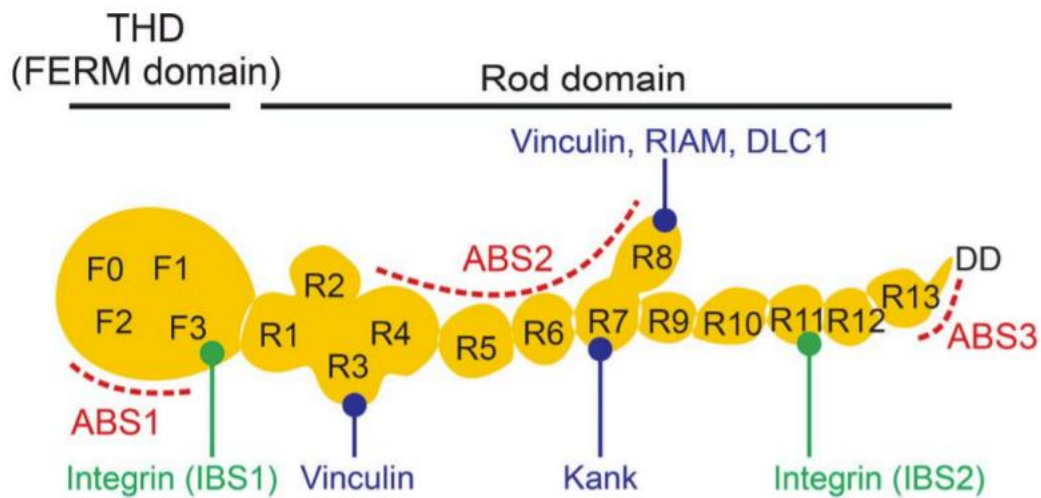 THD
(FERM domain)
Rod domain
Vinculin, RIAM, DLC1
ABS2
R8
DD
F0 F1
R2
R13
F2 F3
R1
R4
R5
R6
R7
R9
R10
R11
R12
R3
ABS3
ABS1
Integrin (IBS1)
Vinculin
Kank
Integrin (IBS2)